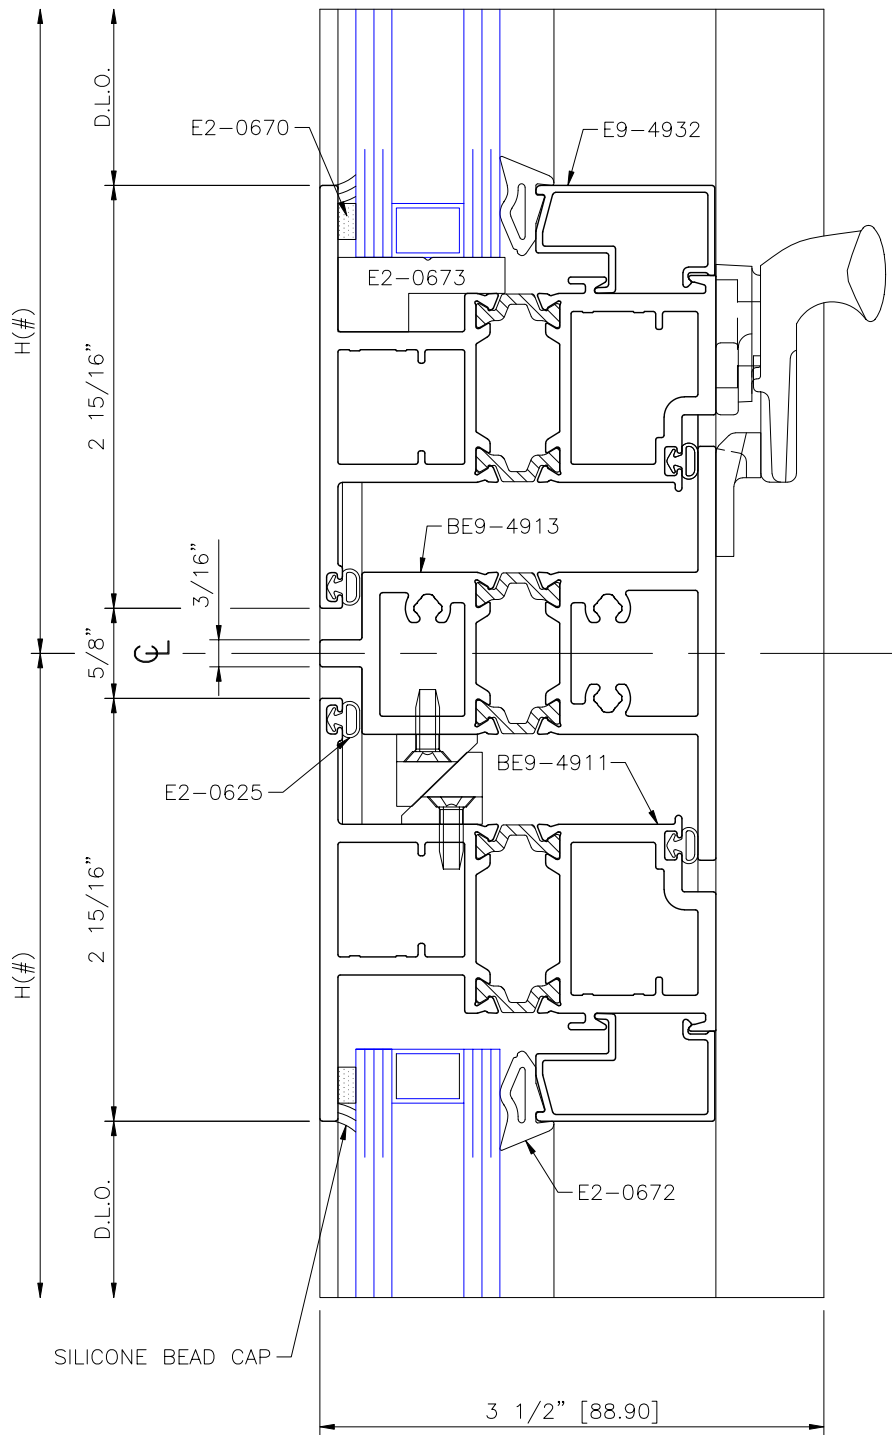 D.L.O.
E2-0670
E9-4932
E2-0673
H(#)
2 15/16”
BE9-4913
3/16”
5/8”
CL
BE9-4911
E2-0625
2 15/16”
H(#)
D.L.O.
E2-0672
SILICONE BEAD CAP
3 1/2” [88.90]